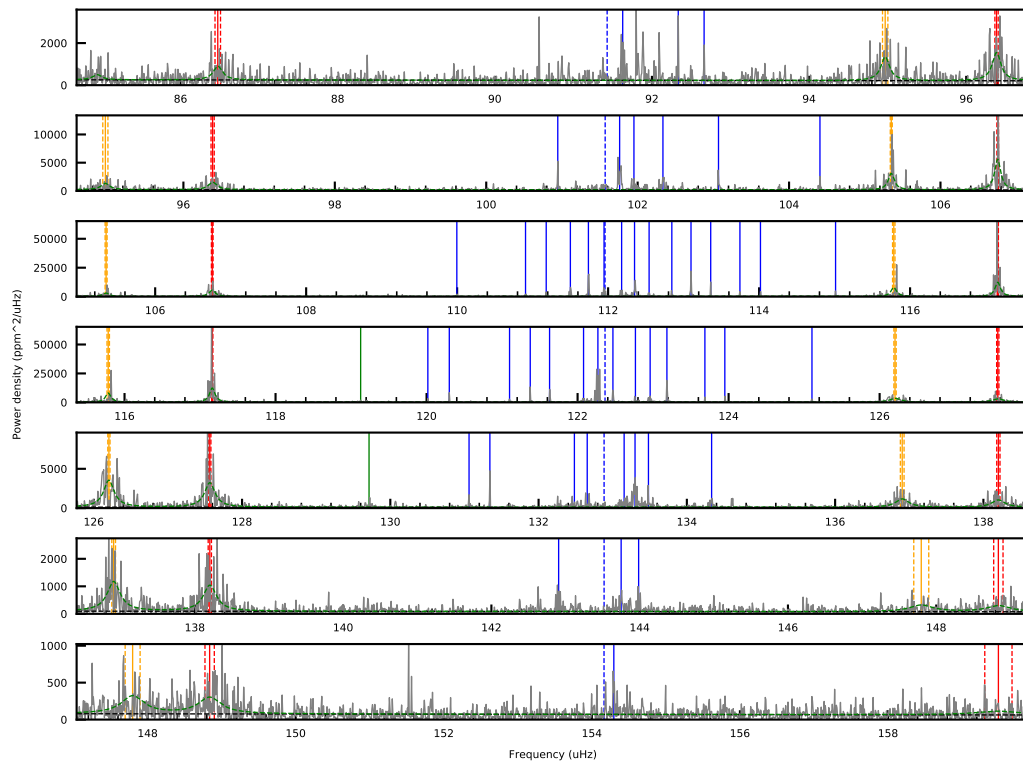 2000
0
86 88 90 92 94 96
10000
5000
0
96 98 100 102 104 106
50000
25000
0
106 108 110 112 114 116
50000
25000
0
116 118 120 122 124 126
5000
0
126 128 130 132 134 136 138
2000
1000
0
138 140 142 144 146 148
1000
500
0
148 150 152 154 156 158
Power density (ppm^2/uHz)
Frequency (uHz)